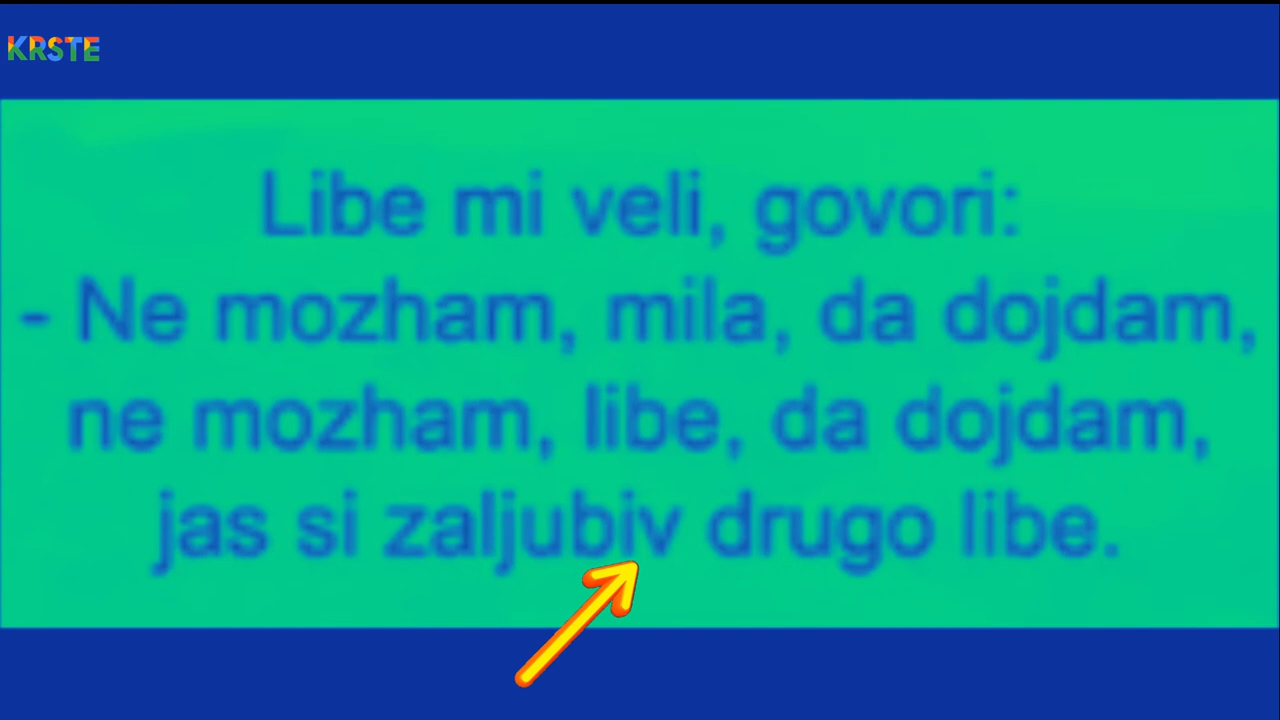 KRSTE
Libe mi veli, govori:
- Ne mozham, mila, da dojdam,
ne mozham, libe, da dojdam,
jas si zaljubiv drugo libe.